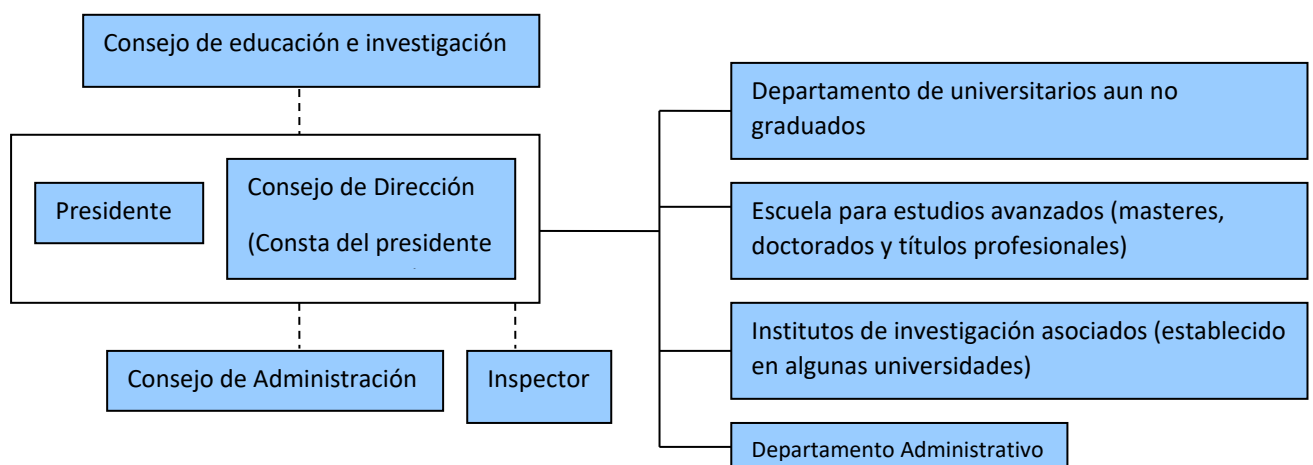 Consejo de educación e investigación
Departamento de universitarios aun no
graduados
Presidente
Consejo de Dirección
(Consta del presidente
Escuela para estudios avanzados (masteres,
doctorados y títulos profesionales)
Institutos de investigación asociados (establecido
en algunas universidades)
Consejo de Administración
Inspector
Departamento Administrativo